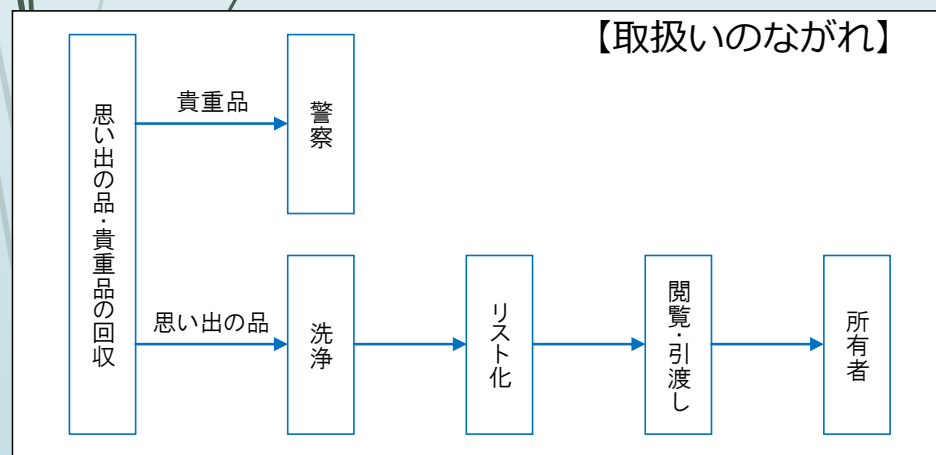 【取扱いのながれ】
思い出の品・貴重品の回収
貴重品
警察
思い出の品
洗浄
リスト化
閲覧・引渡し
所有者